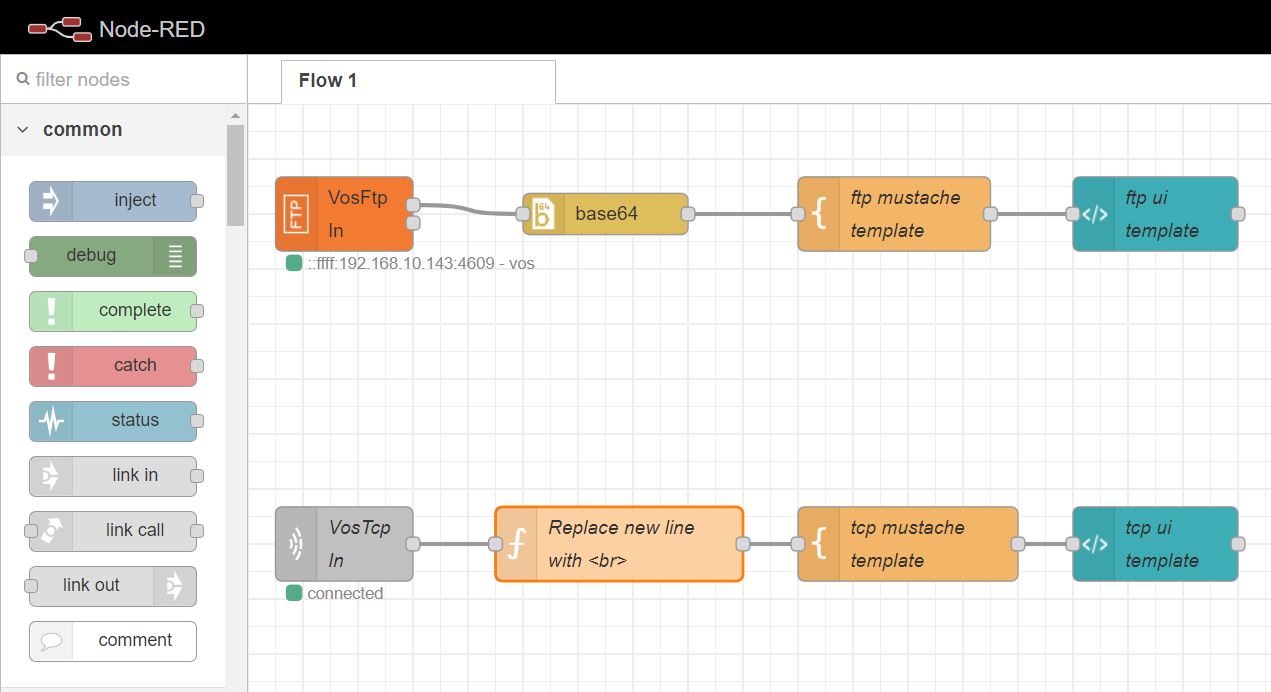 Node-RED
filter nodes
Flow 1
common
inject
debug
complete
catch
status
link in
link call
link out
comment
VosFtp
In
::ffff:192.168.10.143:4609 - vos
FTP
64
base64
ftp mustache
template
ftp ui
template
VosTcp
In
connected
Replace new line
with <br>
tcp mustache
template
tcp ui
template